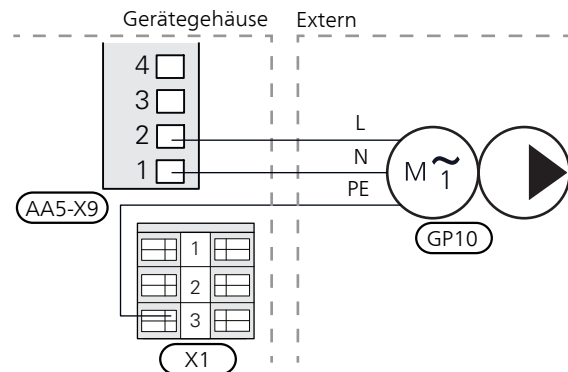 Gerätegehäuse Extern
4
3
2 L
1 N
PE
M ~ 1
AA5-X9
GP10
1
2
3
X1